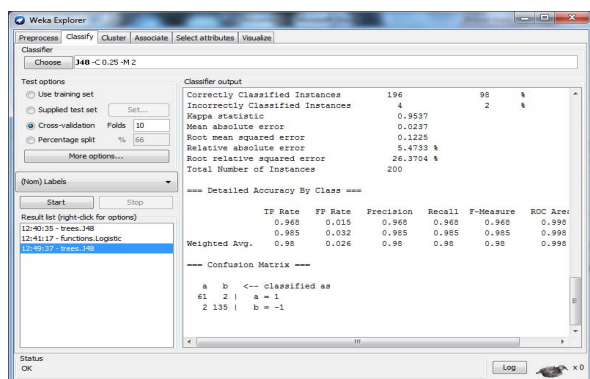 Weka Explorer
Preprocess Classify Cluster Associate Select attributes Visualize
Classifier
Choose J48 -C 0.25 -M 2
Test options
Use training set
Supplied test set Set...
Cross-validation Folds 10
Percentage split % 66
More options...
(Nom) Labels
Start Stop
Result list (right-click for options)
12:40:35 - trees.J48
12:41:17 - functions.Logistic
12:49:37 - trees.J48
Classifier output
Correctly Classified Instances 196 98 %
Incorrectly Classified Instances 4 2 %
Kappa statistic 0.9537
Mean absolute error 0.0237
Root mean squared error 0.1225
Relative absolute error 5.4733 %
Root relative squared error 26.3704 %
Total Number of Instances 200
=== Detailed Accuracy By Class ===
TP Rate FP Rate Precision Recall F-Measure ROC Area
0.968 0.015 0.968 0.968 0.968 0.998
0.985 0.032 0.985 0.985 0.985 0.998
Weighted Avg. 0.98 0.026 0.98 0.98 0.98 0.998
=== Confusion Matrix ===
a b <-- classified as
61 2 | a = 1
2 135 | b = -1
Status
OK
Log
x 0